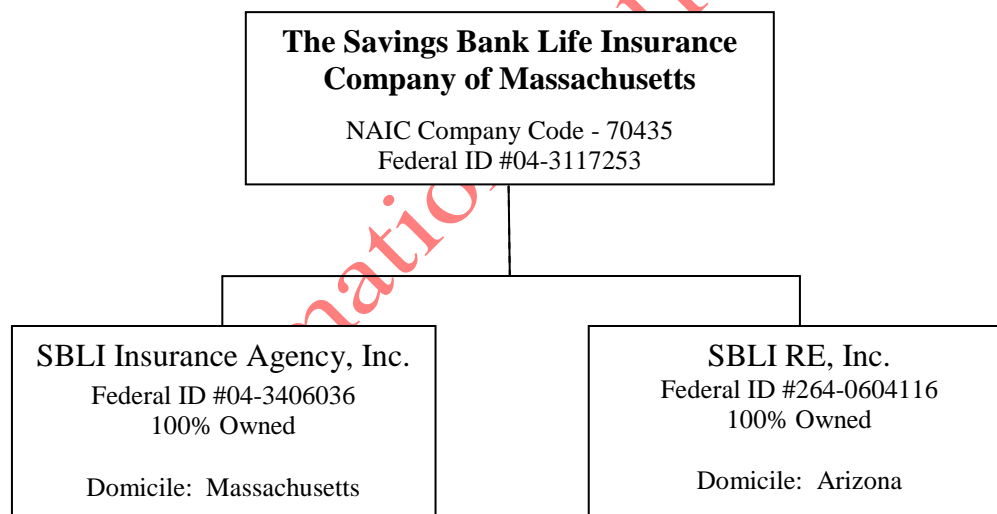 The Savings Bank Life Insurance
Company of Massachusetts
NAIC Company Code - 70435
Federal ID #04-3117253
SBLI Insurance Agency, Inc.
Federal ID #04-3406036
100% Owned
Domicile: Massachusetts
SBLI RE, Inc.
Federal ID #264-0604116
100% Owned
Domicile: Arizona